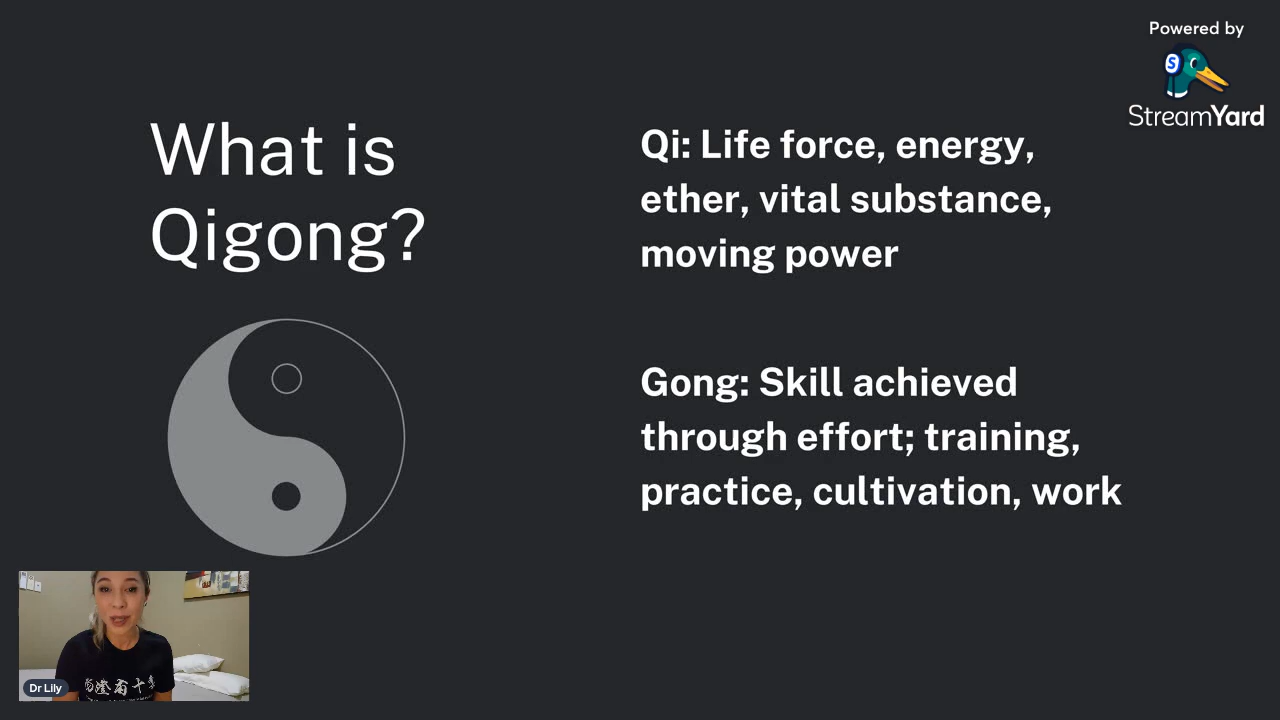 Powered by
StreamYard
What is
Qigong?
Qi: Life force, energy,
ether, vital substance,
moving power
Gong: Skill achieved
through effort; training,
practice, cultivation, work
Dr Lily